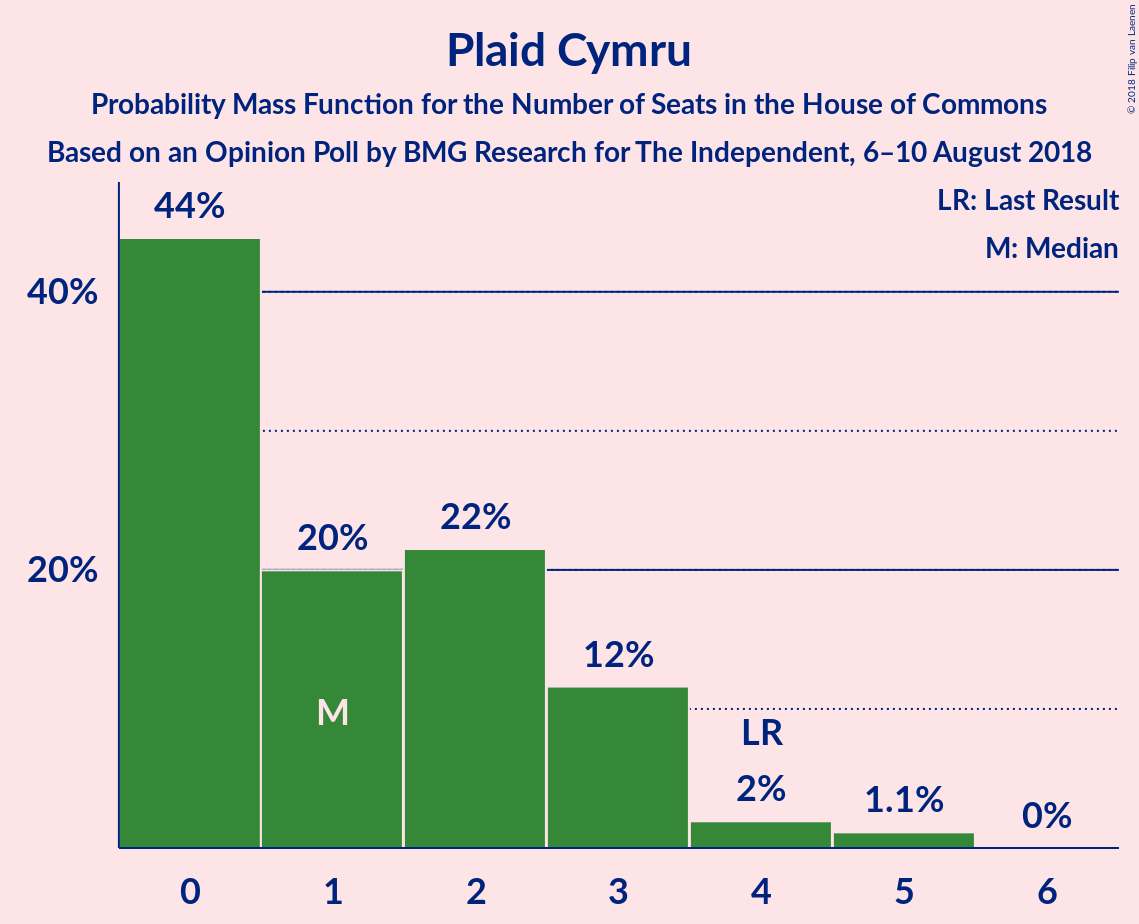 Plaid Cymru
Probability Mass Function for the Number of Seats in the House of Commons
Based on an Opinion Poll by BMG Research for The Independent, 6–10 August 2018
© 2018 Filip van Laenen
LR: Last Result
M: Median
44%
40%
20%
22%
20%
12%
M
LR
2%
1.1%
0%
0 1 2 3 4 5 6